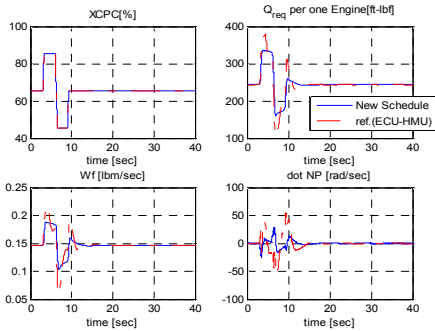 XCPC[%]
100
80
60
40
0 10 20 30 40
time [sec]
Q_req per one Engine[ft-lbf]
400
300
200
100
0 10 20 30 40
time [sec]
New Schedule
ref.(ECU-HMU)
Wf [lbm/sec]
0.25
0.2
0.15
0.1
0.05
0 10 20 30 40
time [sec]
dot NP [rad/sec]
100
50
0
-50
-100
0 10 20 30 40
time [sec]